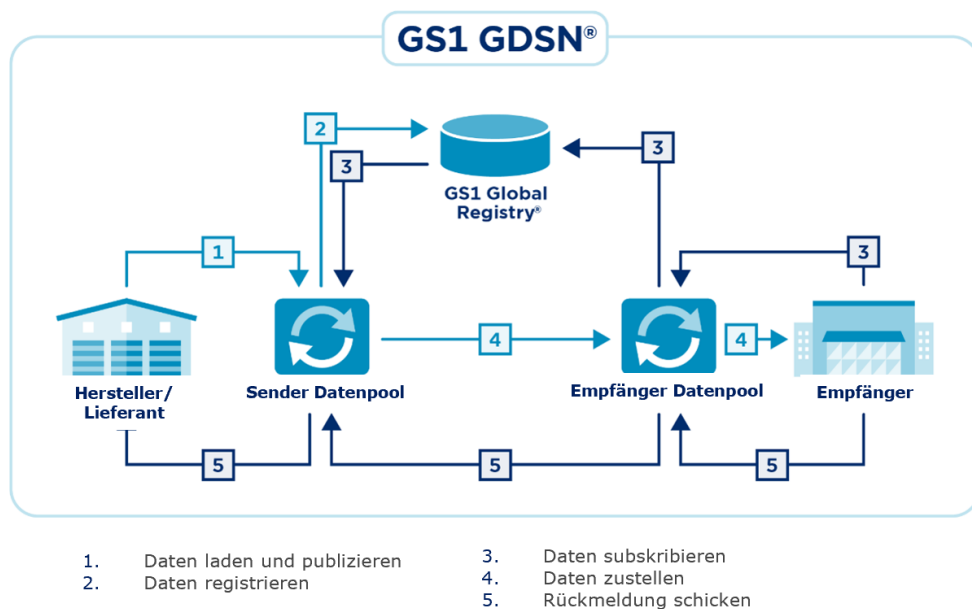 GS1 GDSN®
2
3
3
GS1 Global
Registry®
1
3
4
4
Hersteller/
Lieferant
Sender Datenpool
Empfänger Datenpool
Empfänger
5
5
5
1. Daten laden und publizieren
2. Daten registrieren
3. Daten subskribieren
4. Daten zustellen
5. Rückmeldung schicken